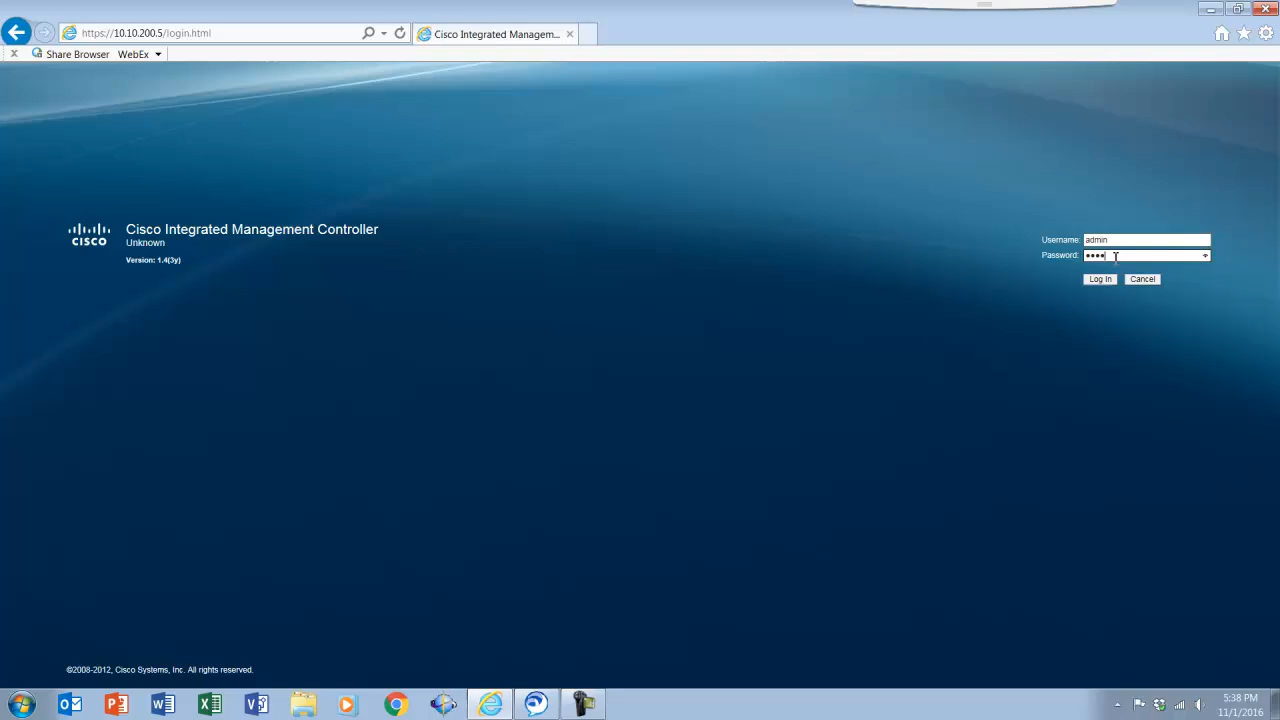 https://10.10.200.5/login.html
Cisco Integrated Managem...
Share Browser WebEx
Cisco Integrated Management Controller
CISCO
Unknown
Version: 1.4(3y)
Username: admin
Password: ••••
Log In Cancel
©2008-2012, Cisco Systems, Inc. All rights reserved.
5:38 PM
11/1/2016